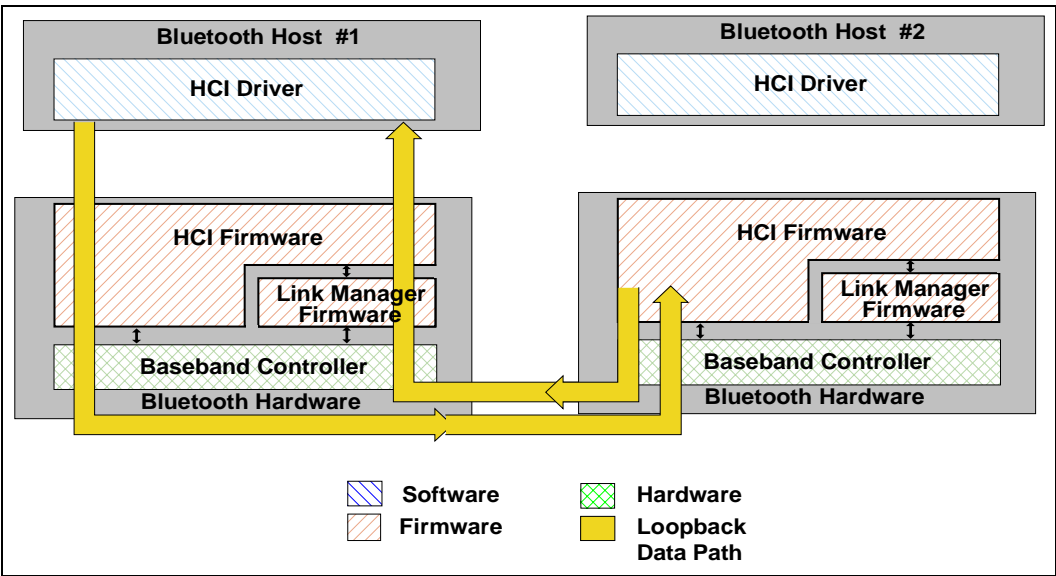 Bluetooth Host #1
HCI Driver
Bluetooth Host #2
HCI Driver
HCI Firmware
Link Manager
Firmware
Baseband Controller
Bluetooth Hardware
HCI Firmware
Link Manager
Firmware
Baseband Controller
Bluetooth Hardware
Software
Firmware
Hardware
Loopback
Data Path